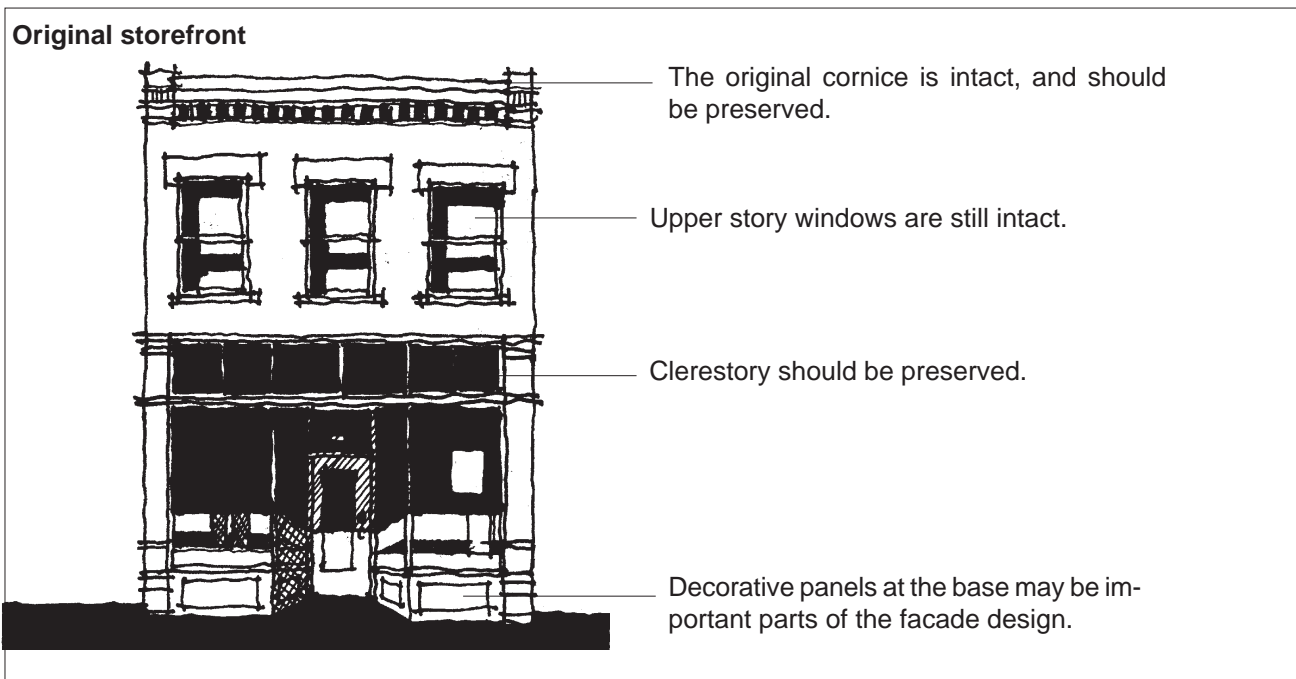 Original storefront
The original cornice is intact, and should
be preserved.
Upper story windows are still intact.
Clerestory should be preserved.
Decorative panels at the base may be im-
portant parts of the facade design.